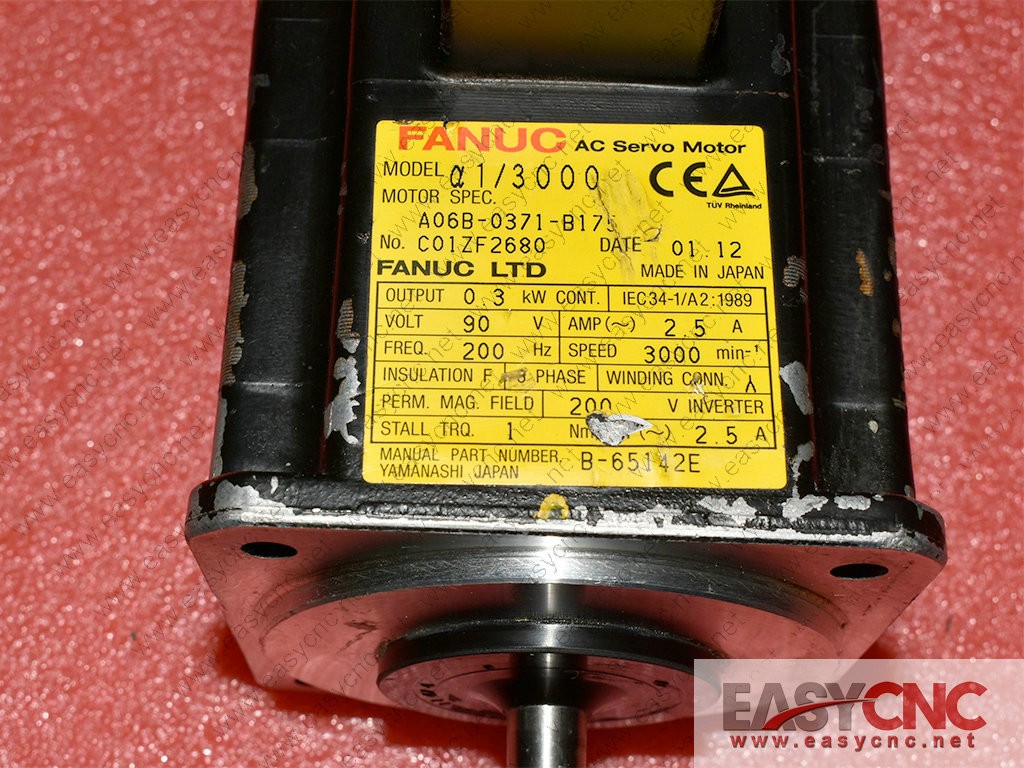 FANUC AC Servo Motor
MODEL α1/3000
CE TÜV Rheinland
MOTOR SPEC.
A06B-0371-B175
No. C01ZF2680 DATE 01.12
FANUC LTD MADE IN JAPAN
OUTPUT 0.3 kW CONT. IEC34-1/A2:1989
VOLT 90 V AMP(~) 2.5 A
FREQ. 200 Hz SPEED 3000 min-1
INSULATION F 3 PHASE WINDING CONN.
PERM. MAG. FIELD 200 V INVERTER
STALL TRQ. 1 Nm (~) 2.5 A
MANUAL PART NUMBER. B-65142E
YAMANASHI JAPAN
EASYCNC
www.easycnc.net